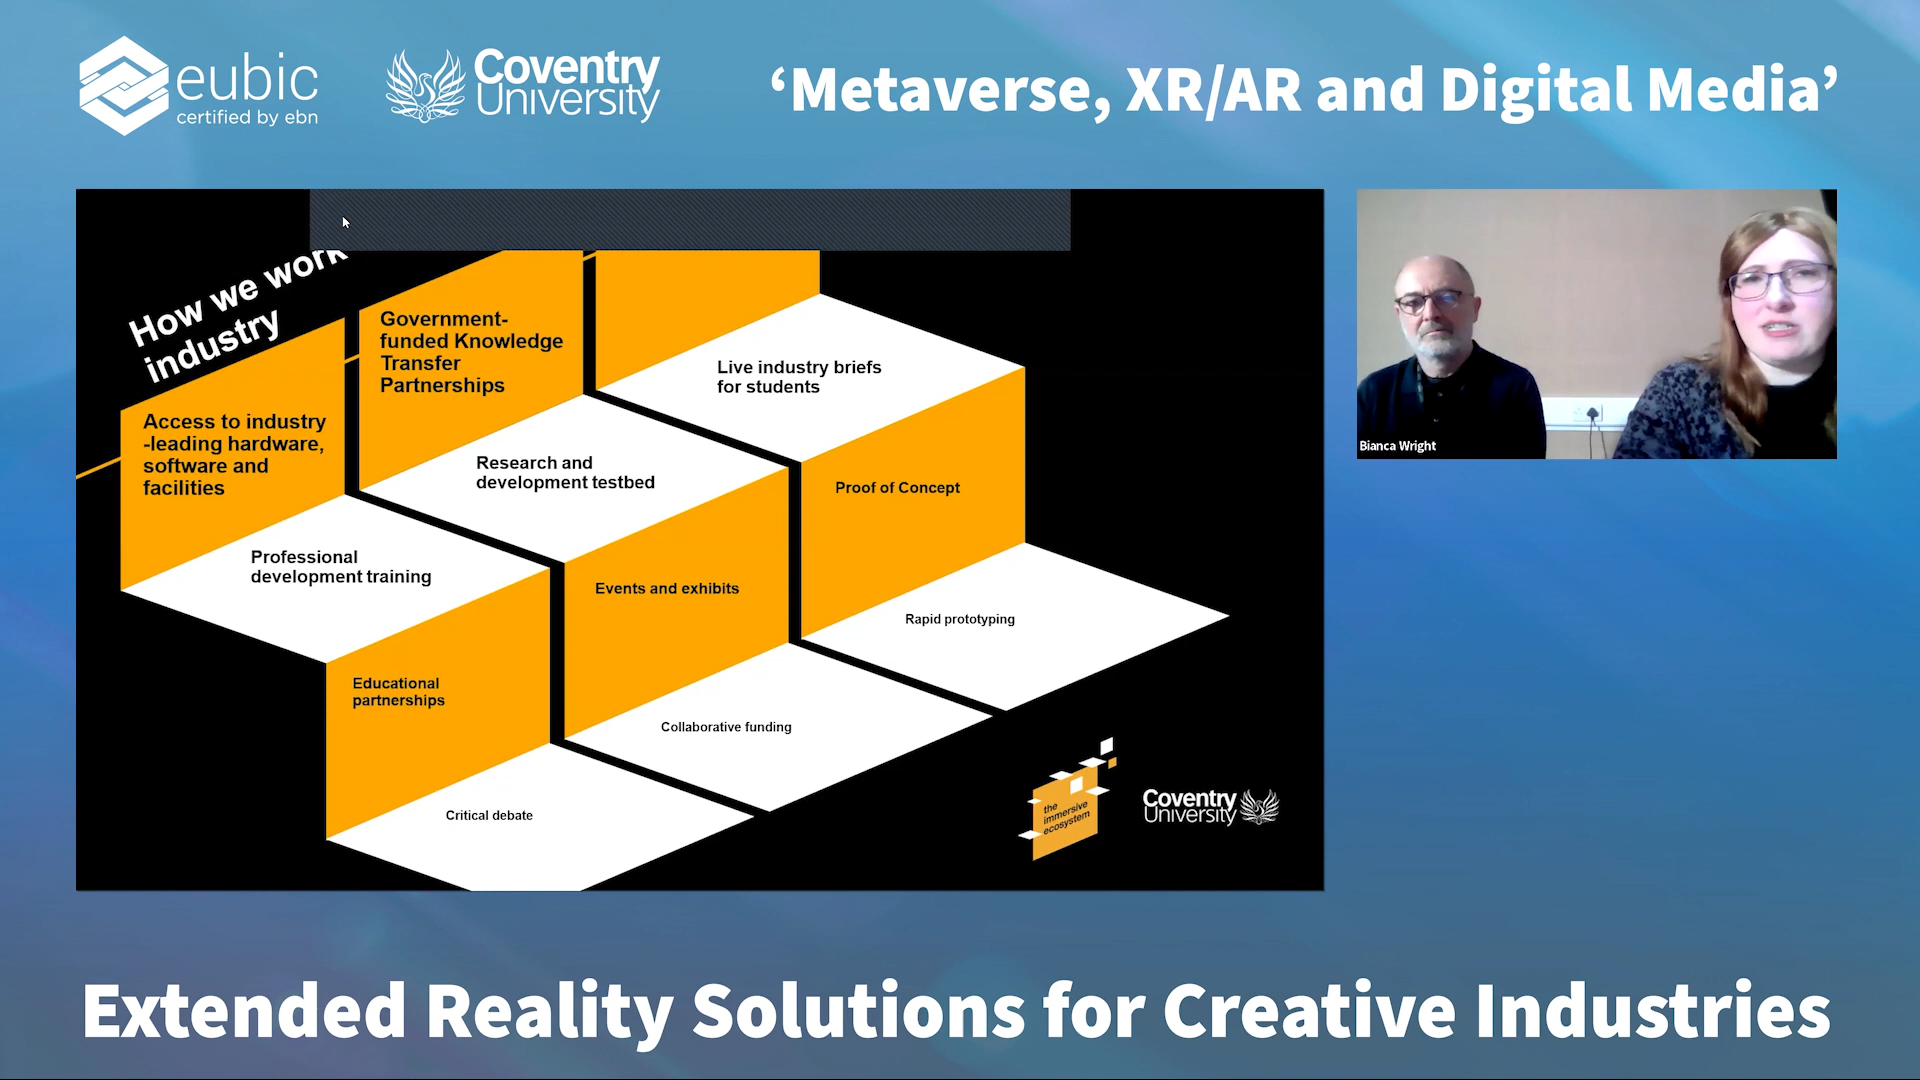 eubic
certified by ebn
Coventry
University
‘Metaverse, XR/AR and Digital Media’
How we work
industry
Government-
funded Knowledge
Transfer
Partnerships
Access to industry
-leading hardware,
software and
facilities
Live industry briefs
for students
Research and
development testbed
Proof of Concept
Professional
development training
Events and exhibits
Rapid prototyping
Educational
partnerships
Collaborative funding
Critical debate
the
immersive
ecosystem
Coventry
University
Bianca Wright
Extended Reality Solutions for Creative Industries